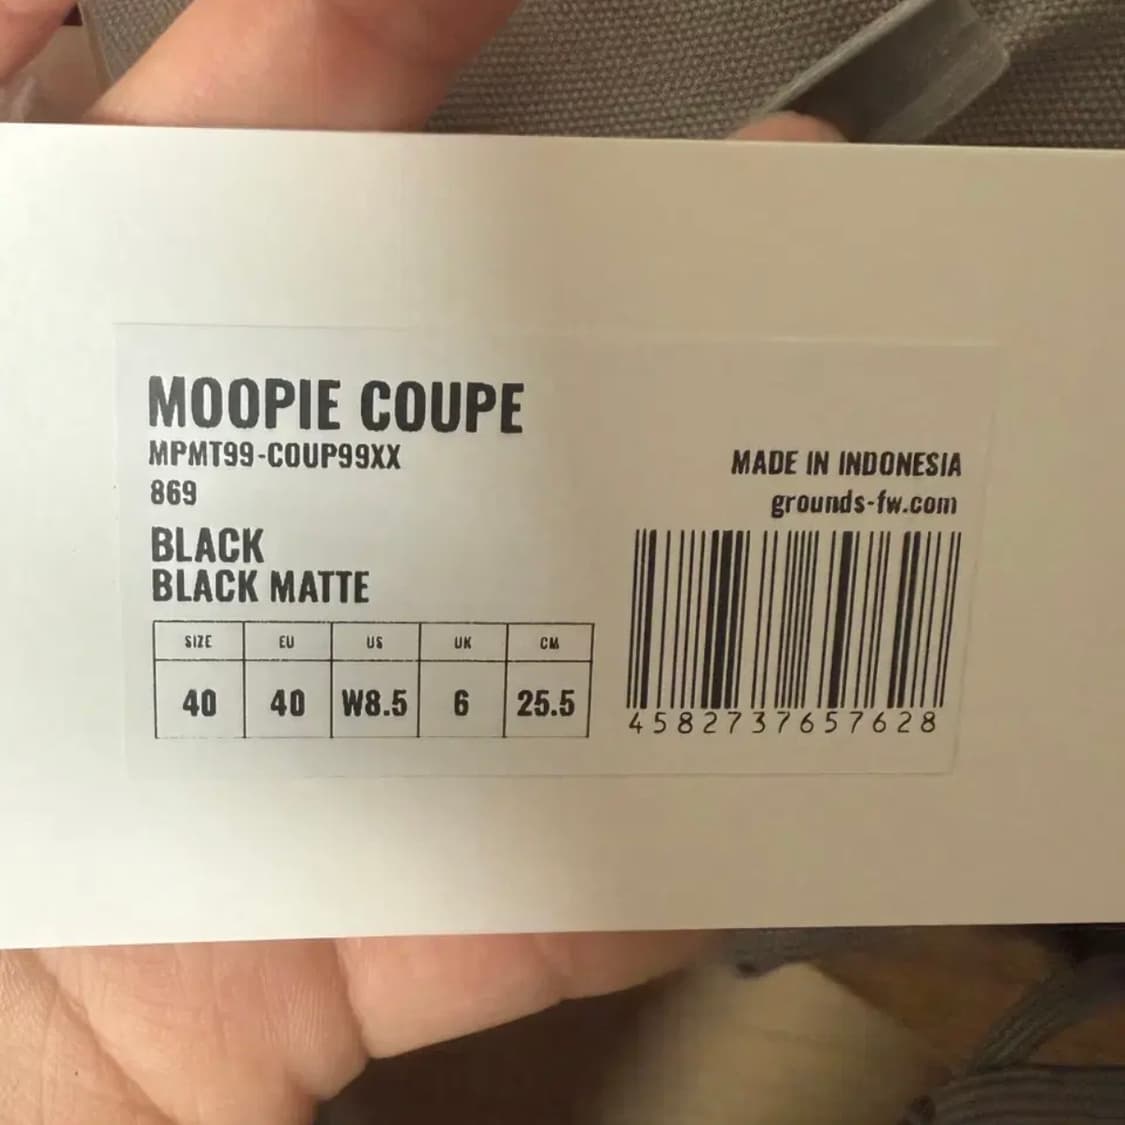 MOOPIE COUPE
MPMT99-COUP99XX
869
BLACK
BLACK MATTE
SIZE EU US UK CM
40 40 W8.5 6 25.5
MADE IN INDONESIA
grounds-fw.com
4582737657628